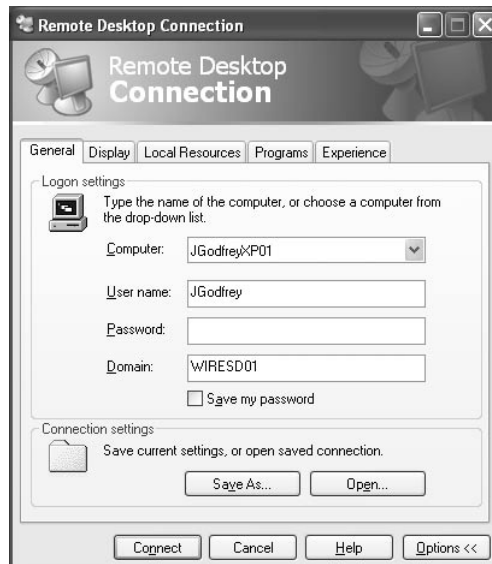 Remote Desktop Connection
Remote Desktop
Connection
General Display Local Resources Programs Experience
Logon settings
Type the name of the computer, or choose a computer from
the drop-down list.
Computer: JGodfreyXP01
User name: JGodfrey
Password:
Domain: WIRESD01
Save my password
Connection settings
Save current settings, or open saved connection.
Save As... Open...
Connect Cancel Help Options <<